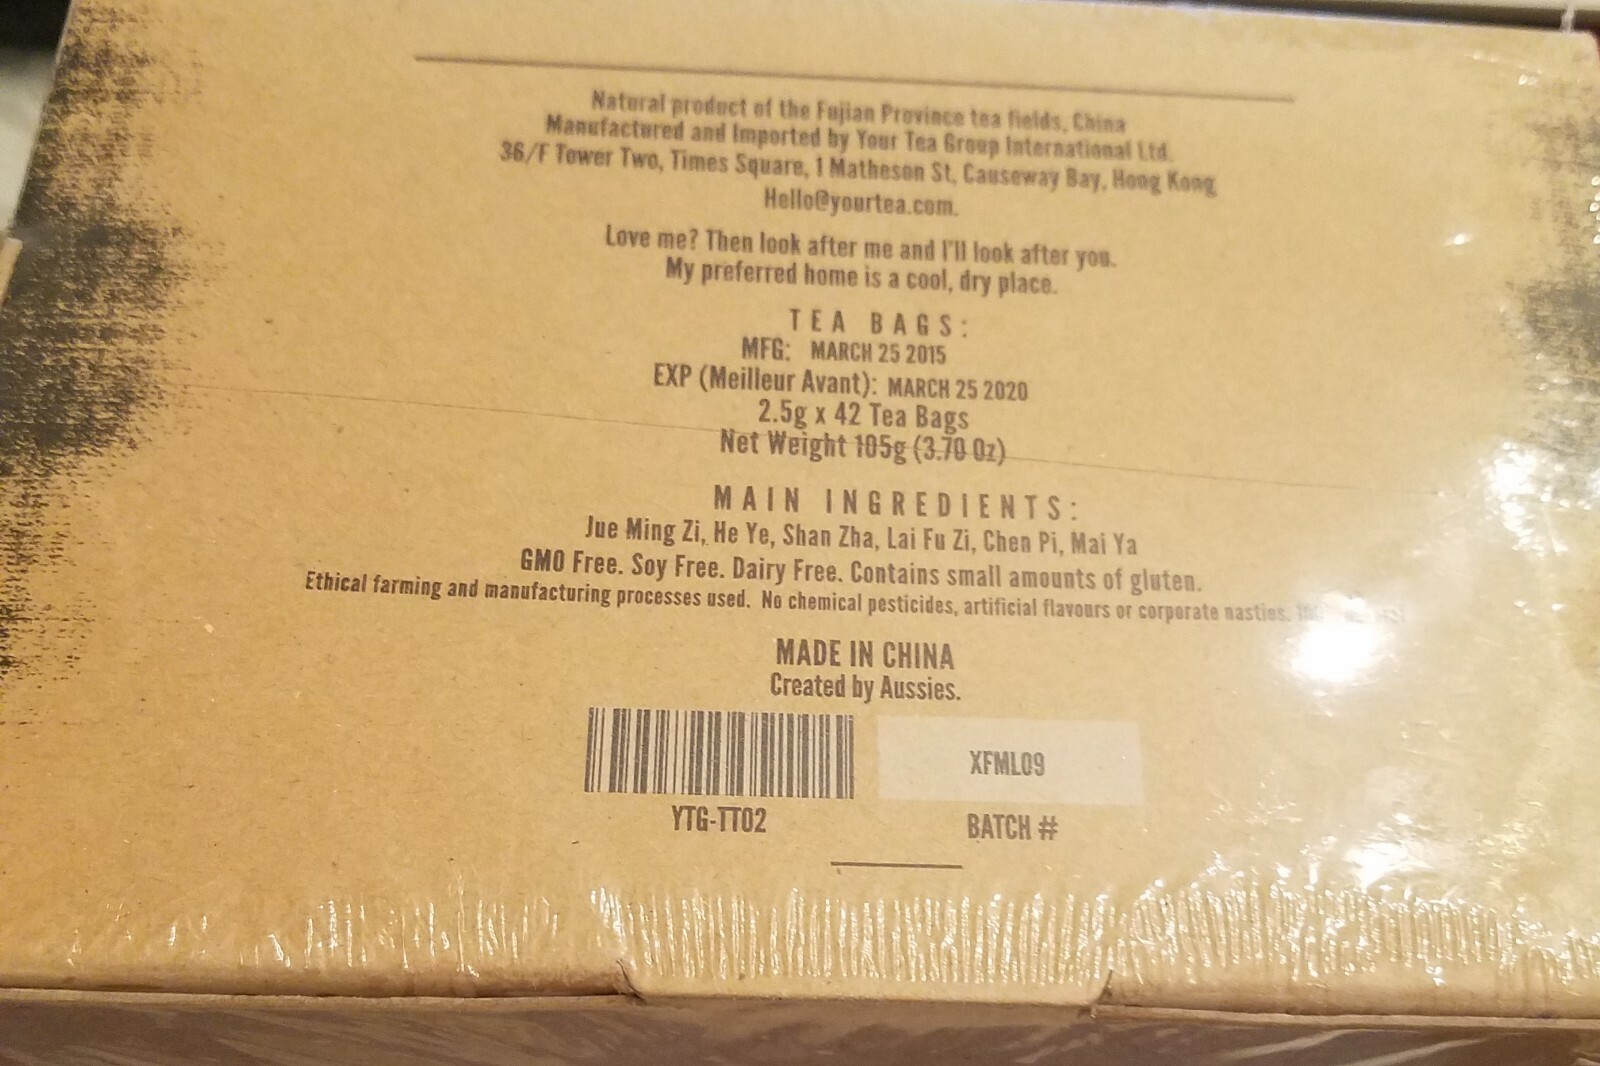 Natural product of the Fujian Province tea fields, China
Manufactured and Imported by Your Tea Group International Ltd.
36/F Tower Two, Times Square, 1 Matheson St, Causeway Bay, Hong Kong
Hello@yourtea.com.
Love me? Then look after me and I'll look after you.
My preferred home is a cool, dry place.
TEA BAGS:
MFG: MARCH 25 2015
EXP (Meilleur Avant): MARCH 25 2020
2.5g x 42 Tea Bags
Net Weight 105g (3.70 Oz)
MAIN INGREDIENTS:
Jue Ming Zi, He Ye, Shan Zha, Lai Fu Zi, Chen Pi, Mai Ya
GMO Free. Soy Free. Dairy Free. Contains small amounts of gluten.
Ethical farming and manufacturing processes used. No chemical pesticides, artificial flavours or corporate nasties.
MADE IN CHINA
Created by Aussies.
XFML09
YTG-TT02 BATCH #